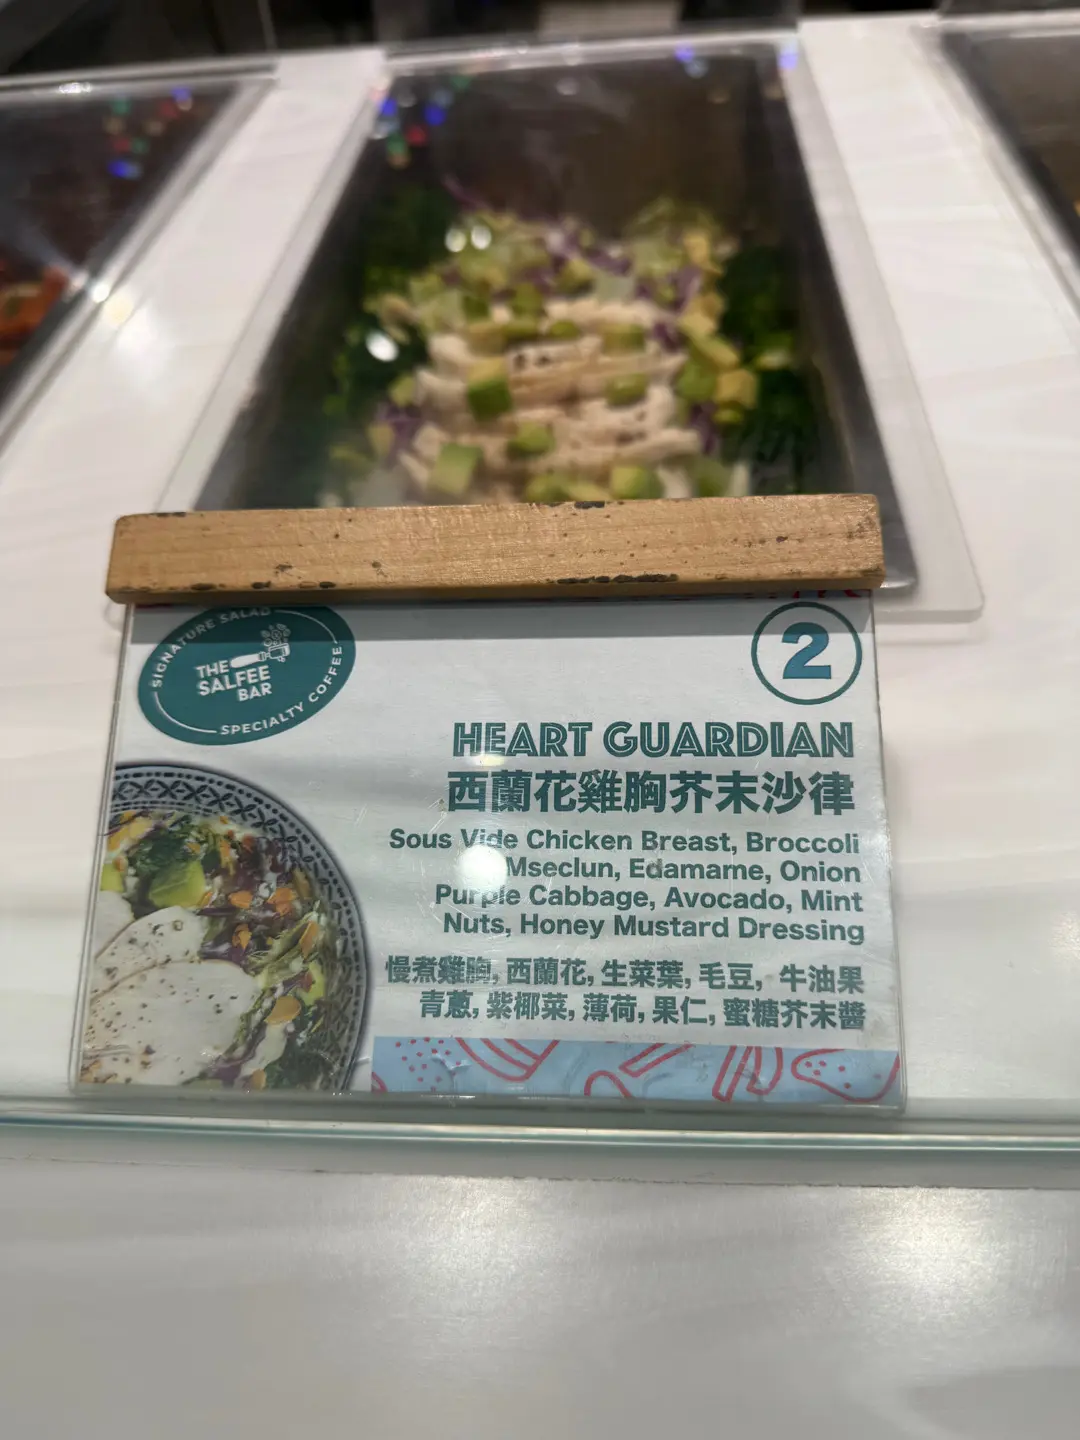 SIGNATURE SALAD
THE
SALFEE
BAR
SPECIALTY COFFEE
2
HEART GUARDIAN
西蘭花雞胸芥末沙律
Sous Vide Chicken Breast, Broccoli
Mseclun, Edamame, Onion
Purple Cabbage, Avocado, Mint
Nuts, Honey Mustard Dressing
慢煮雞胸, 西蘭花, 生菜葉, 毛豆, 牛油果
青蔥, 紫椰菜, 薄荷, 果仁, 蜜糖芥末醬